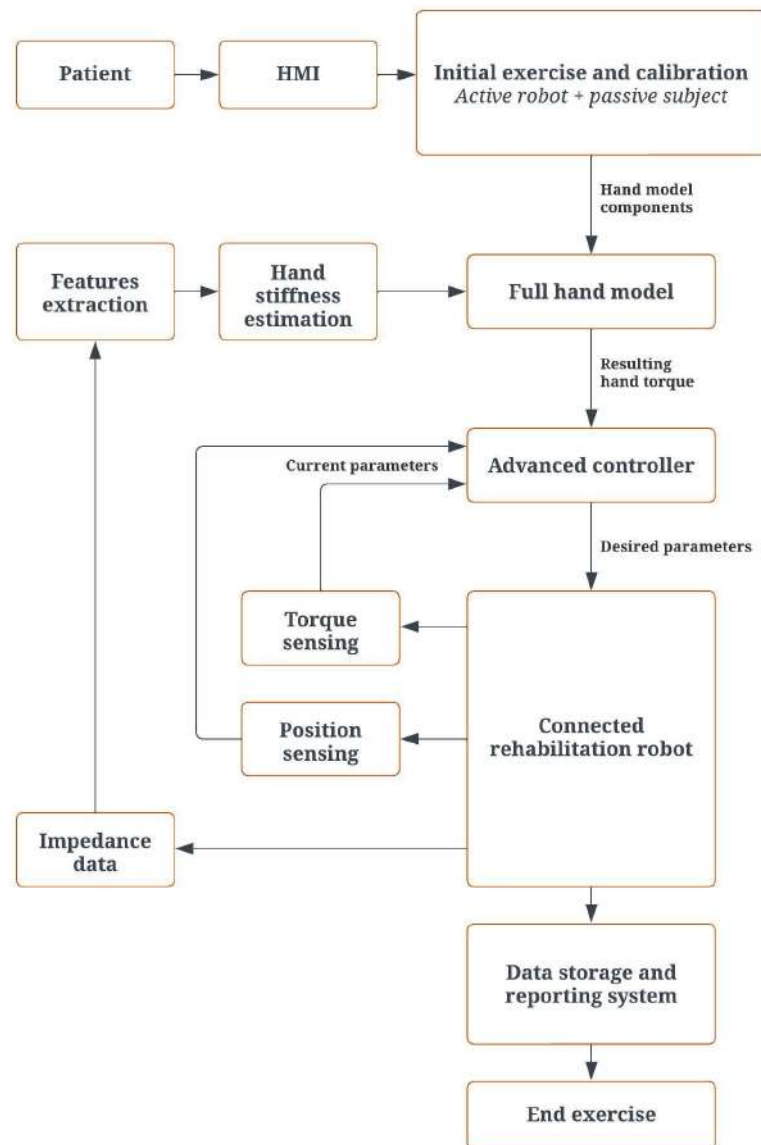 Patient
HMI
Initial exercise and calibration
Active robot + passive subject
Hand model
components
Features
extraction
Hand
stiffness
estimation
Full hand model
Resulting
hand torque
Current parameters
Advanced controller
Desired parameters
Torque
sensing
Position
sensing
Connected
rehabilitation robot
Impedance
data
Data storage and
reporting system
End exercise